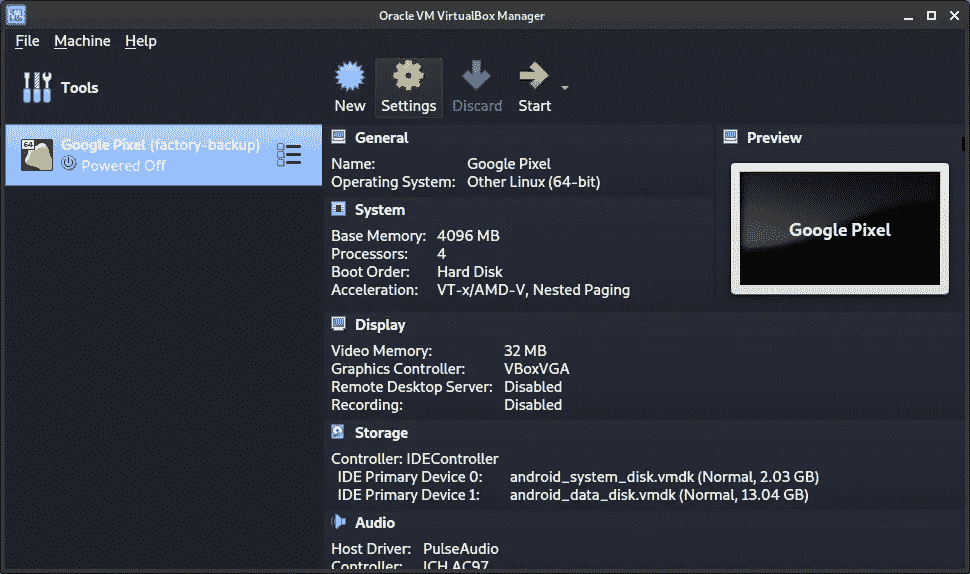 Oracle VM VirtualBox Manager
File Machine Help
Tools
New Settings Discard Start
64
Google Pixel (factory-backup)
Powered Off
General
Name: Google Pixel
Operating System: Other Linux (64-bit)
System
Base Memory: 4096 MB
Processors: 4
Boot Order: Hard Disk
Acceleration: VT-x/AMD-V, Nested Paging
Preview
Google Pixel
Display
Video Memory: 32 MB
Graphics Controller: VBoxVGA
Remote Desktop Server: Disabled
Recording: Disabled
Storage
Controller: IDEController
IDE Primary Device 0: android_system_disk.vmdk (Normal, 2.03 GB)
IDE Primary Device 1: android_data_disk.vmdk (Normal, 13.04 GB)
Audio
Host Driver: PulseAudio
Controller: ICH AC97